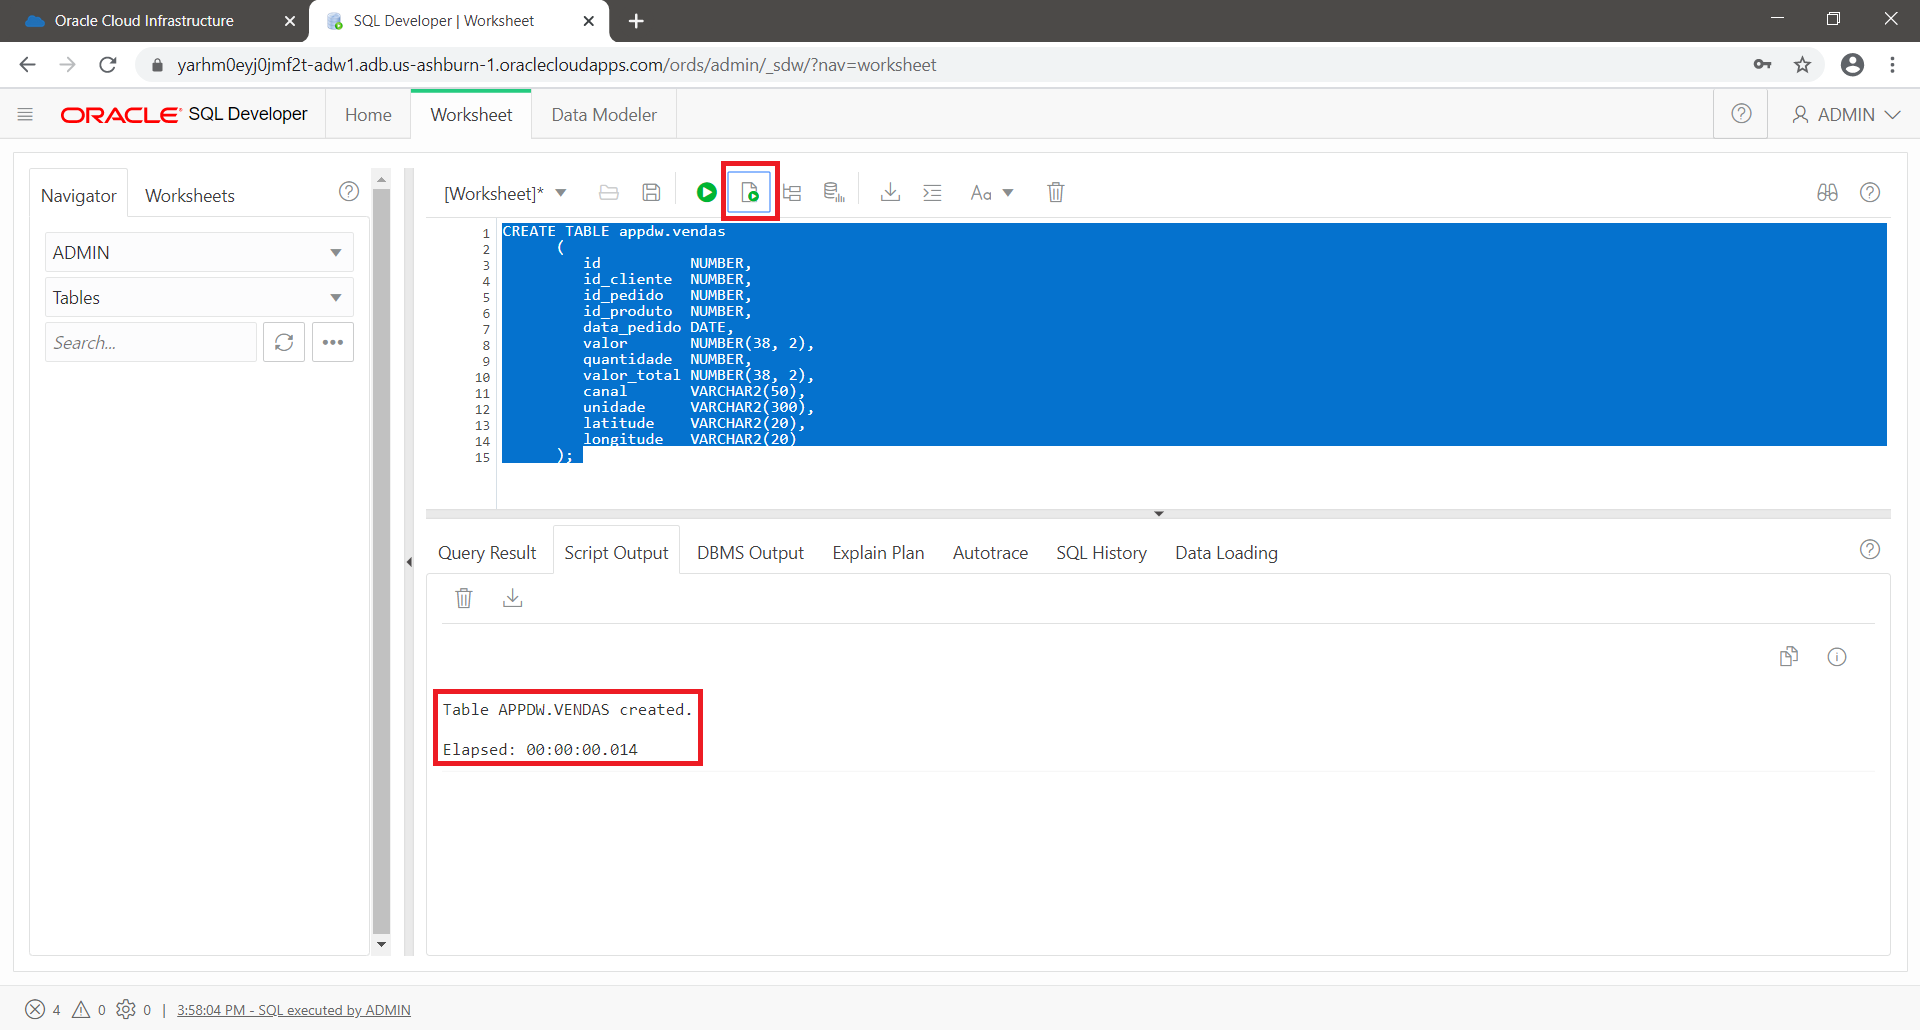 Oracle Cloud Infrastructure
SQL Developer | Worksheet
yarhm0eyj0jmf2t-adw1.adb.us-ashburn-1.oraclecloudapps.com/ords/admin/_sdw/?nav=worksheet
ORACLE SQL Developer
Home
Worksheet
Data Modeler
ADMIN
Navigator
Worksheets
ADMIN
Tables
Search...
[Worksheet]*
Aa
1 CREATE TABLE appdw.vendas
2 (
3 id NUMBER,
4 id_cliente NUMBER,
5 id_pedido NUMBER,
6 id_produto NUMBER,
7 data_pedido DATE,
8 valor NUMBER(38, 2),
9 quantidade NUMBER,
10 valor_total NUMBER(38, 2),
11 canal VARCHAR2(50),
12 unidade VARCHAR2(300),
13 latitude VARCHAR2(20),
14 longitude VARCHAR2(20)
15 );
Query Result
Script Output
DBMS Output
Explain Plan
Autotrace
SQL History
Data Loading
Table APPDW.VENDAS created.
Elapsed: 00:00:00.014
4 0 0 | 3:58:04 PM - SQL executed by ADMIN